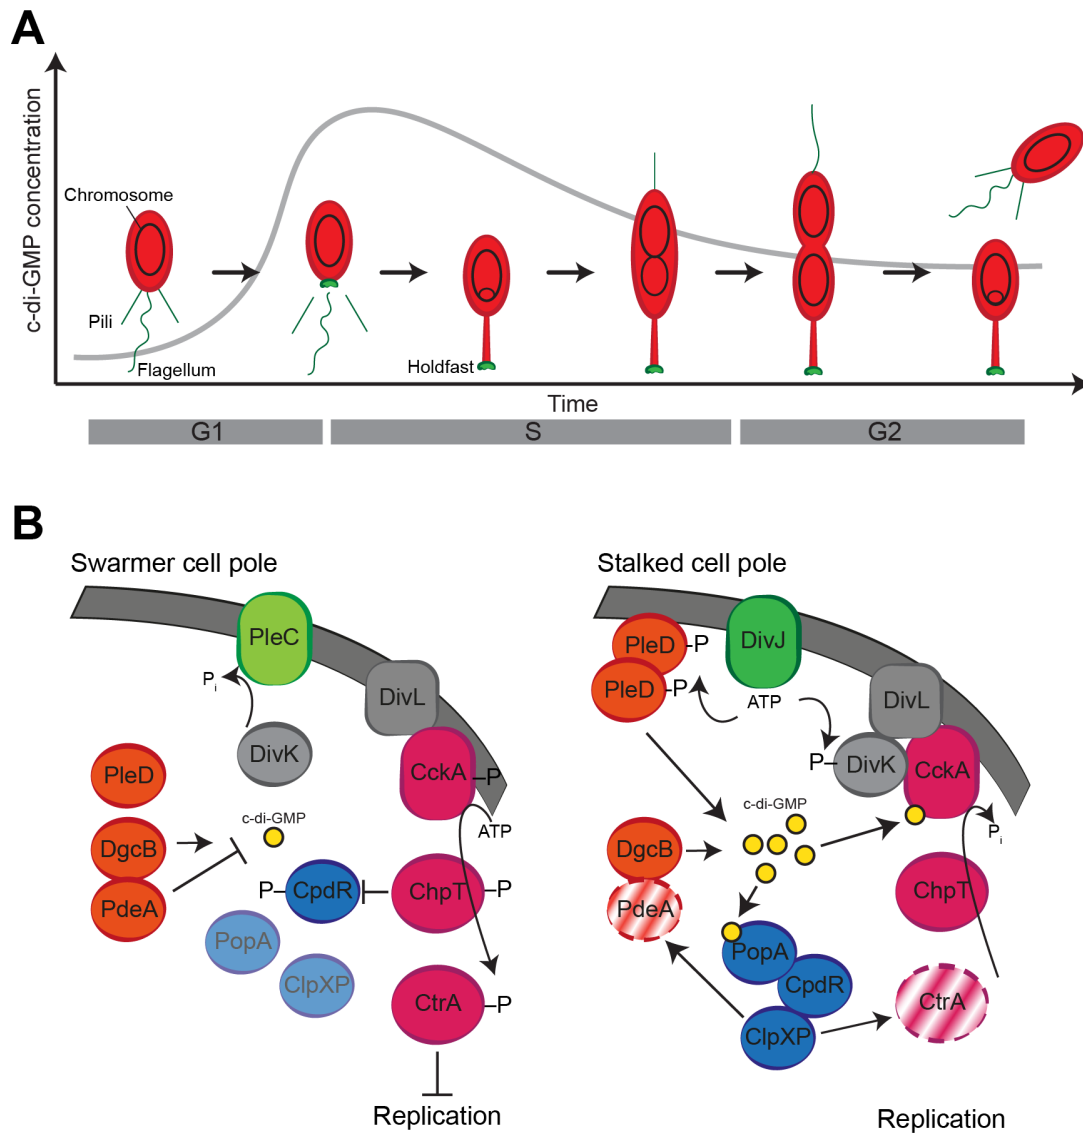 A
c-di-GMP concentration
Chromosome
Pili
Flagellum
Holdfast
Time
G1
S
G2
B
Swarmer cell pole
PleC
Pi
DivL
DivK
PleD
CckA
P
c-di-GMP
ATP
DgcB
PdeA
P
CpdR
ChpT
P
PopA
ClpXP
CtrA
P
Replication
Stalked cell pole
PleD
P
DivJ
PleD
P
ATP
DivL
P
DivK
CckA
c-di-GMP
Pi
DgcB
ChpT
PdeA
PopA
CpdR
CtrA
ClpXP
Replication